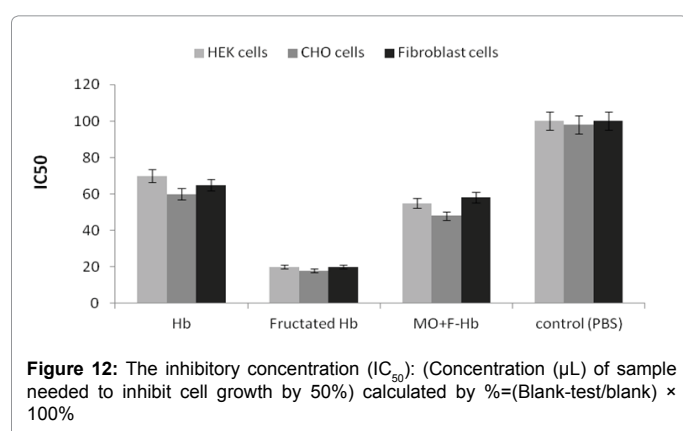 HEK cells CHO cells Fibroblast cells
120
100
80
60
40
20
0
IC50
Hb Fructated Hb MO+F-Hb control (PBS)
Figure 12: The inhibitory concentration (IC50): (Concentration (µL) of sample
needed to inhibit cell growth by 50%) calculated by %=(Blank-test/blank) ×
100%